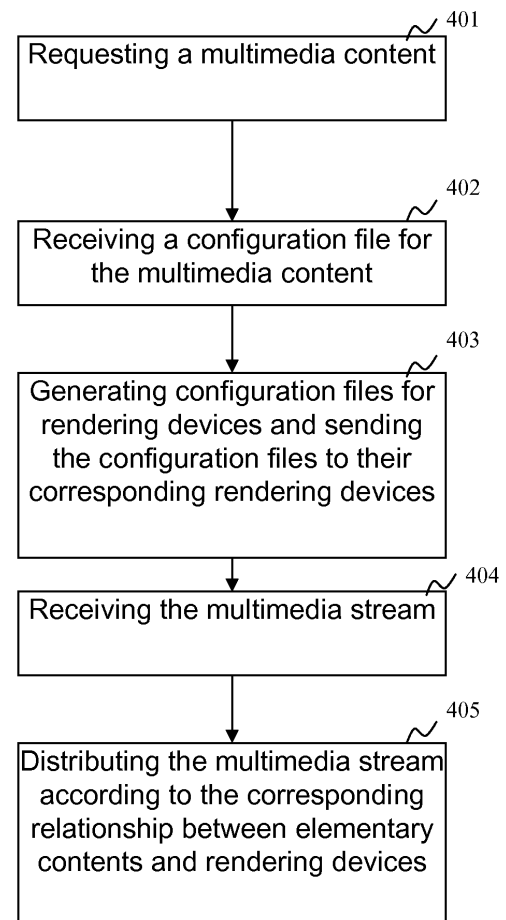 401
Requesting a multimedia content
402
Receiving a configuration file for
the multimedia content
403
Generating configuration files for
rendering devices and sending
the configuration files to their
corresponding rendering devices
404
Receiving the multimedia stream
405
Distributing the multimedia stream
according to the corresponding
relationship between elementary
contents and rendering devices